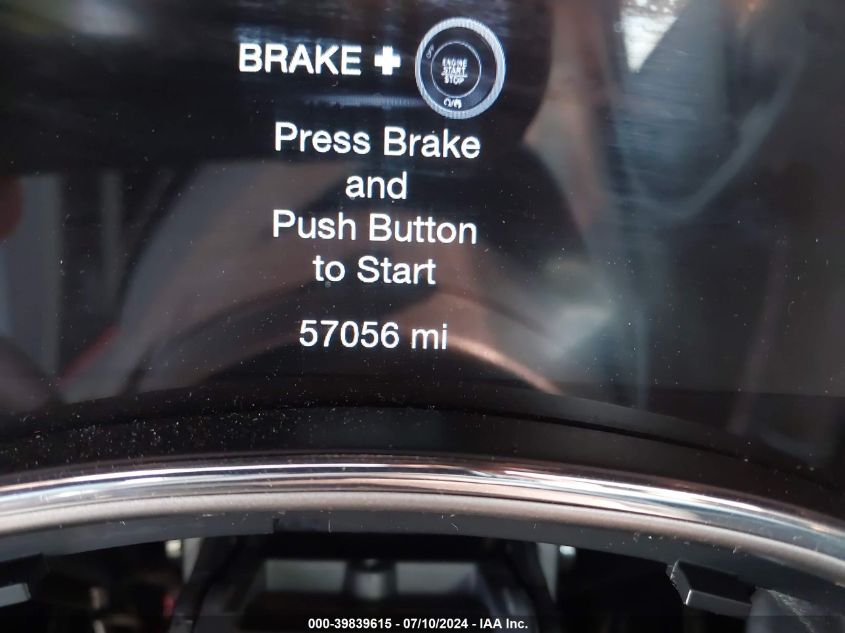 BRAKE +
OFF
ENGINE
START
STOP
Press Brake
and
Push Button
to Start
57056 mi
000-39839615 - 07/10/2024 - IAA Inc.